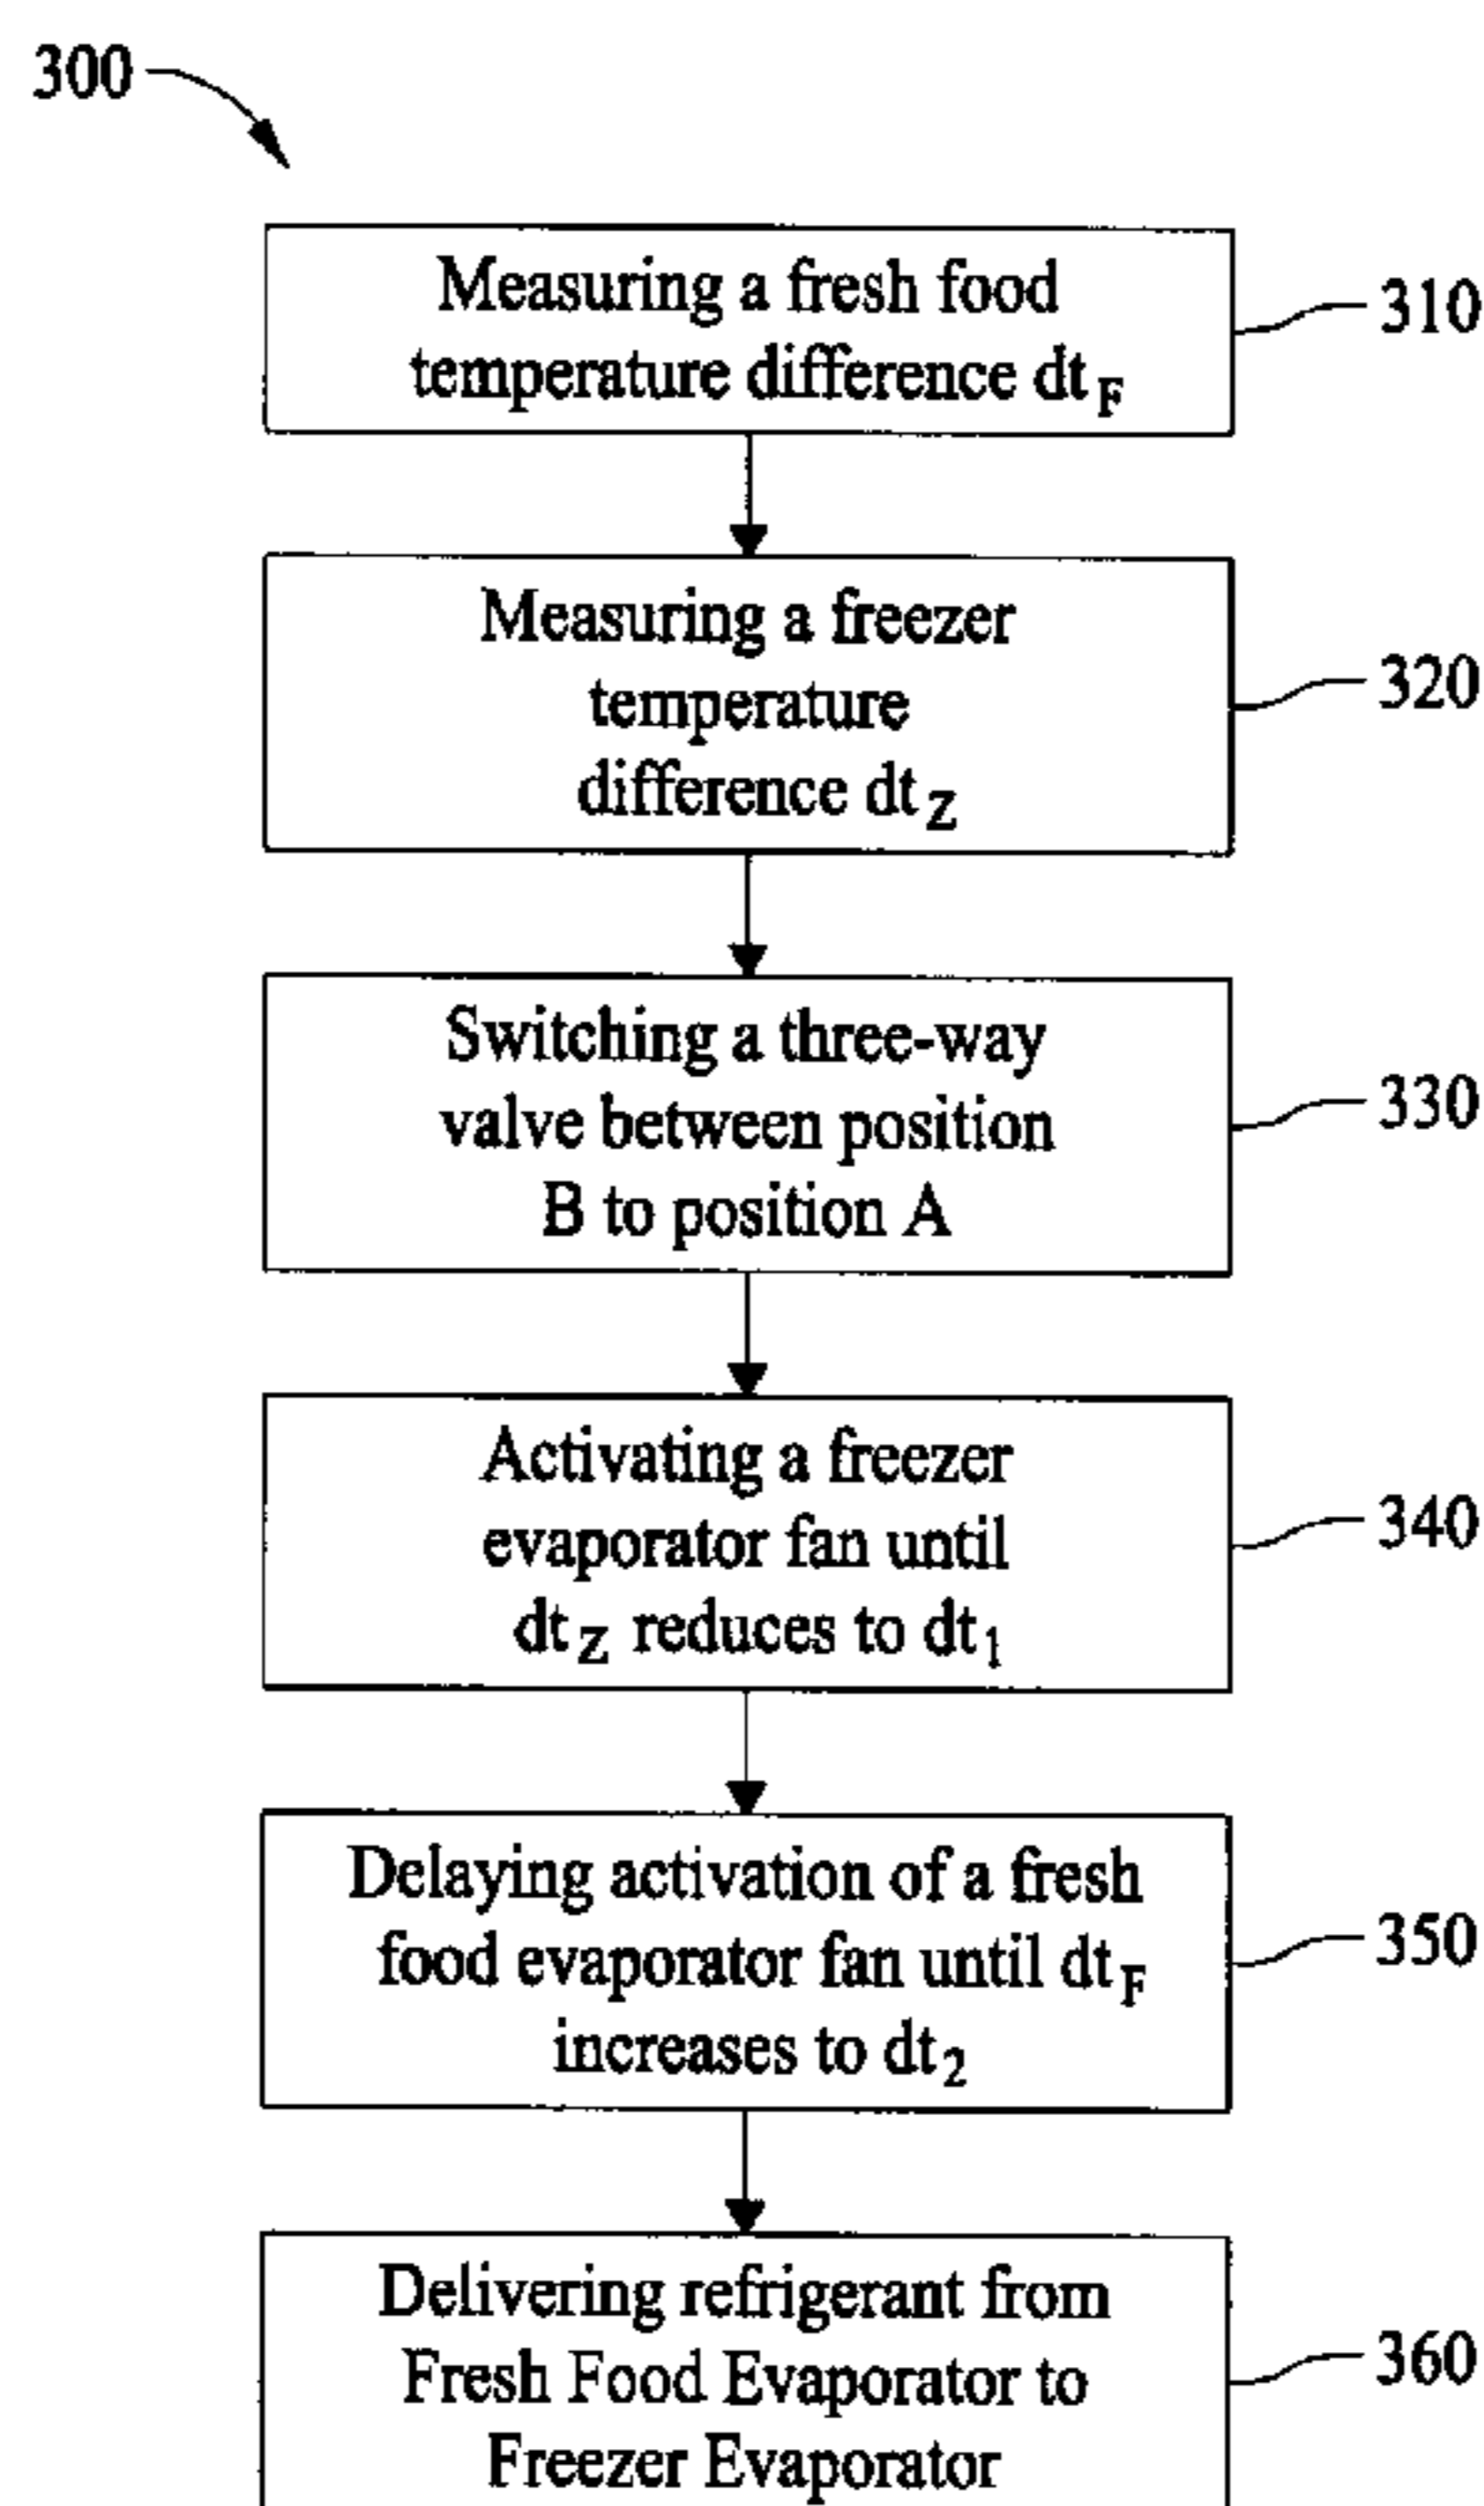 300
Measuring a fresh food
temperature difference dt F
310
Measuring a freezer
temperature
difference dt Z
320
Switching a three-way
valve between position
B to position A
330
Activating a freezer
evaporator fan until
dt Z reduces to dt 1
340
Delaying activation of a fresh
food evaporator fan until dt F
increases to dt 2
350
Delivering refrigerant from
Fresh Food Evaporator to
Freezer Evaporator
360